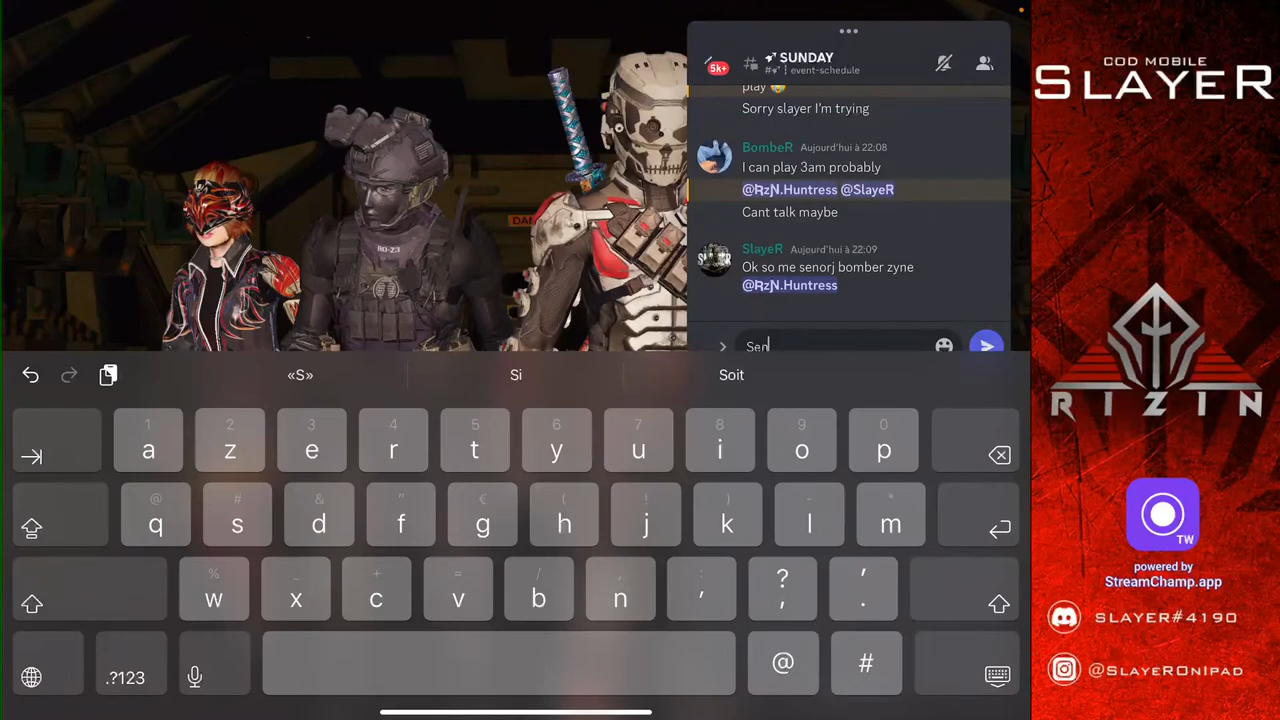 5k+
SUNDAY
event-schedule
play 😭
Sorry slayer I'm trying
BombeR Aujourd'hui à 22:08
I can play 3am probably
@RzN.Huntress @SlayeR
Cant talk maybe
SlayeR Aujourd'hui à 22:09
Ok so me senorj bomber zyne
@RzN.Huntress
Sen
RO-Z3
«S» Si Soit
1 2 3 4 5 6 7 8 9 0
a z e r t y u i o p
@ # & " € ( ! ) - *
q s d f g h j k l m
% _ + = / , : ? '
w x c v b n ' , .
.?123 @ #
COD MOBILE
SLAYER
RIZIN
TW
powered by
StreamChamp.app
SLAYER#4190
@SlayeROnIpad